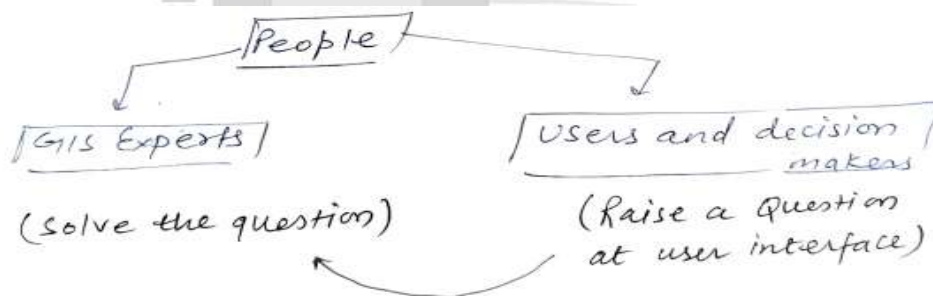 People
GIS Experts
Users and decision
makers
(Solve the question)
(Raise a Question
at user interface)